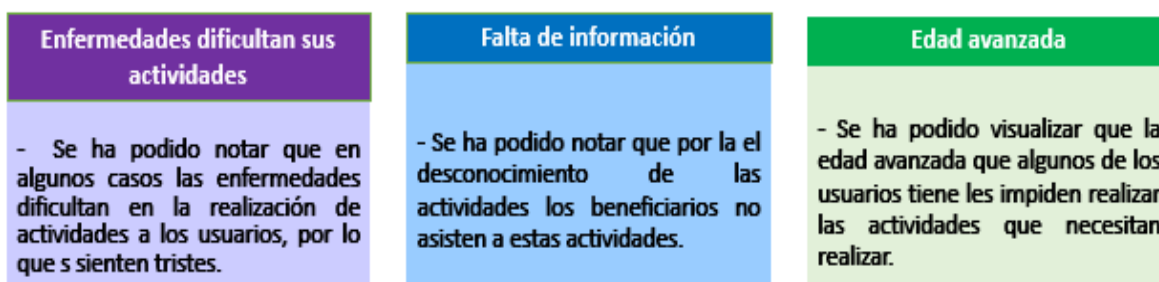 Enfermedades dificultan sus
actividades
- Se ha podido notar que en
algunos casos las enfermedades
dificultan en la realización de
actividades a los usuarios, por lo
que s sienten tristes.
Falta de información
- Se ha podido notar que por la el
desconocimiento de las
actividades los beneficiarios no
asisten a estas actividades.
Edad avanzada
- Se ha podido visualizar que la
edad avanzada que algunos de los
usuarios tiene les impiden realizar
las actividades que necesitan
realizar.